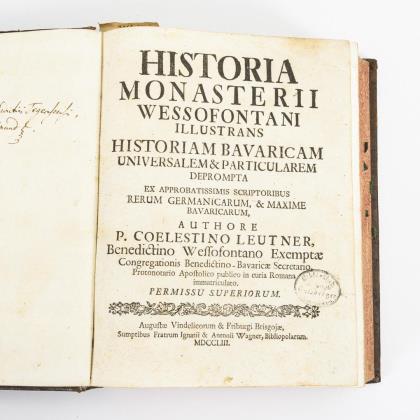 HISTORIA
MONASTERII
WESSOFONTANI
ILLUSTRANS
HISTORIAM BAVARICAM
UNIVERSALEM & PARTICULAREM
DEPROMPTA
EX APPROBATISSIMIS SCRIPTORIBUS
RERUM GERMANICARUM, & MAXIME
BAVARICARUM,
AUTHORE
P. COELESTINO LEUTNER,
Benedictino Wessofontano Exemptæ
Congregationis Benedictino-Bavaricæ Secretario,
Protonotario Apostolico publico in curia Romana
immatriculato.
PERMISSU SUPERIORUM.
Augustæ Vindelicorum & Friburgi Brisgojæ,
Sumptibus Fratrum Ignatii & Antonii Wagner, Bibliopolarum.
MDCCLIII.